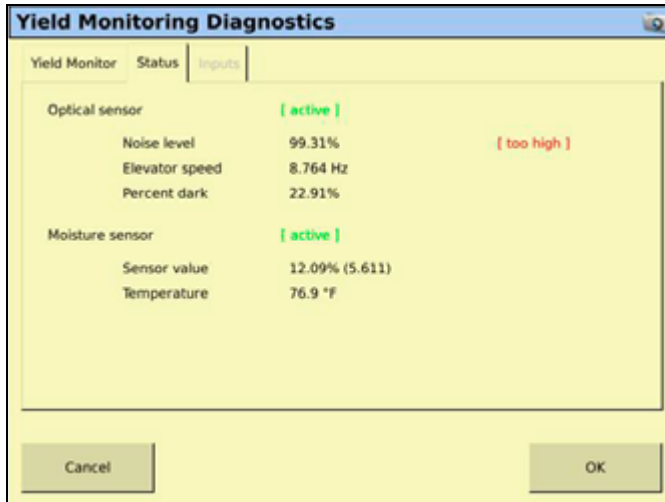 Yield Monitoring Diagnostics
Yield Monitor Status Inputs
Optical sensor [ active ]
Noise level 99.31% [ too high ]
Elevator speed 8.764 Hz
Percent dark 22.91%
Moisture sensor [ active ]
Sensor value 12.09% (5.611)
Temperature 76.9 °F
Cancel OK